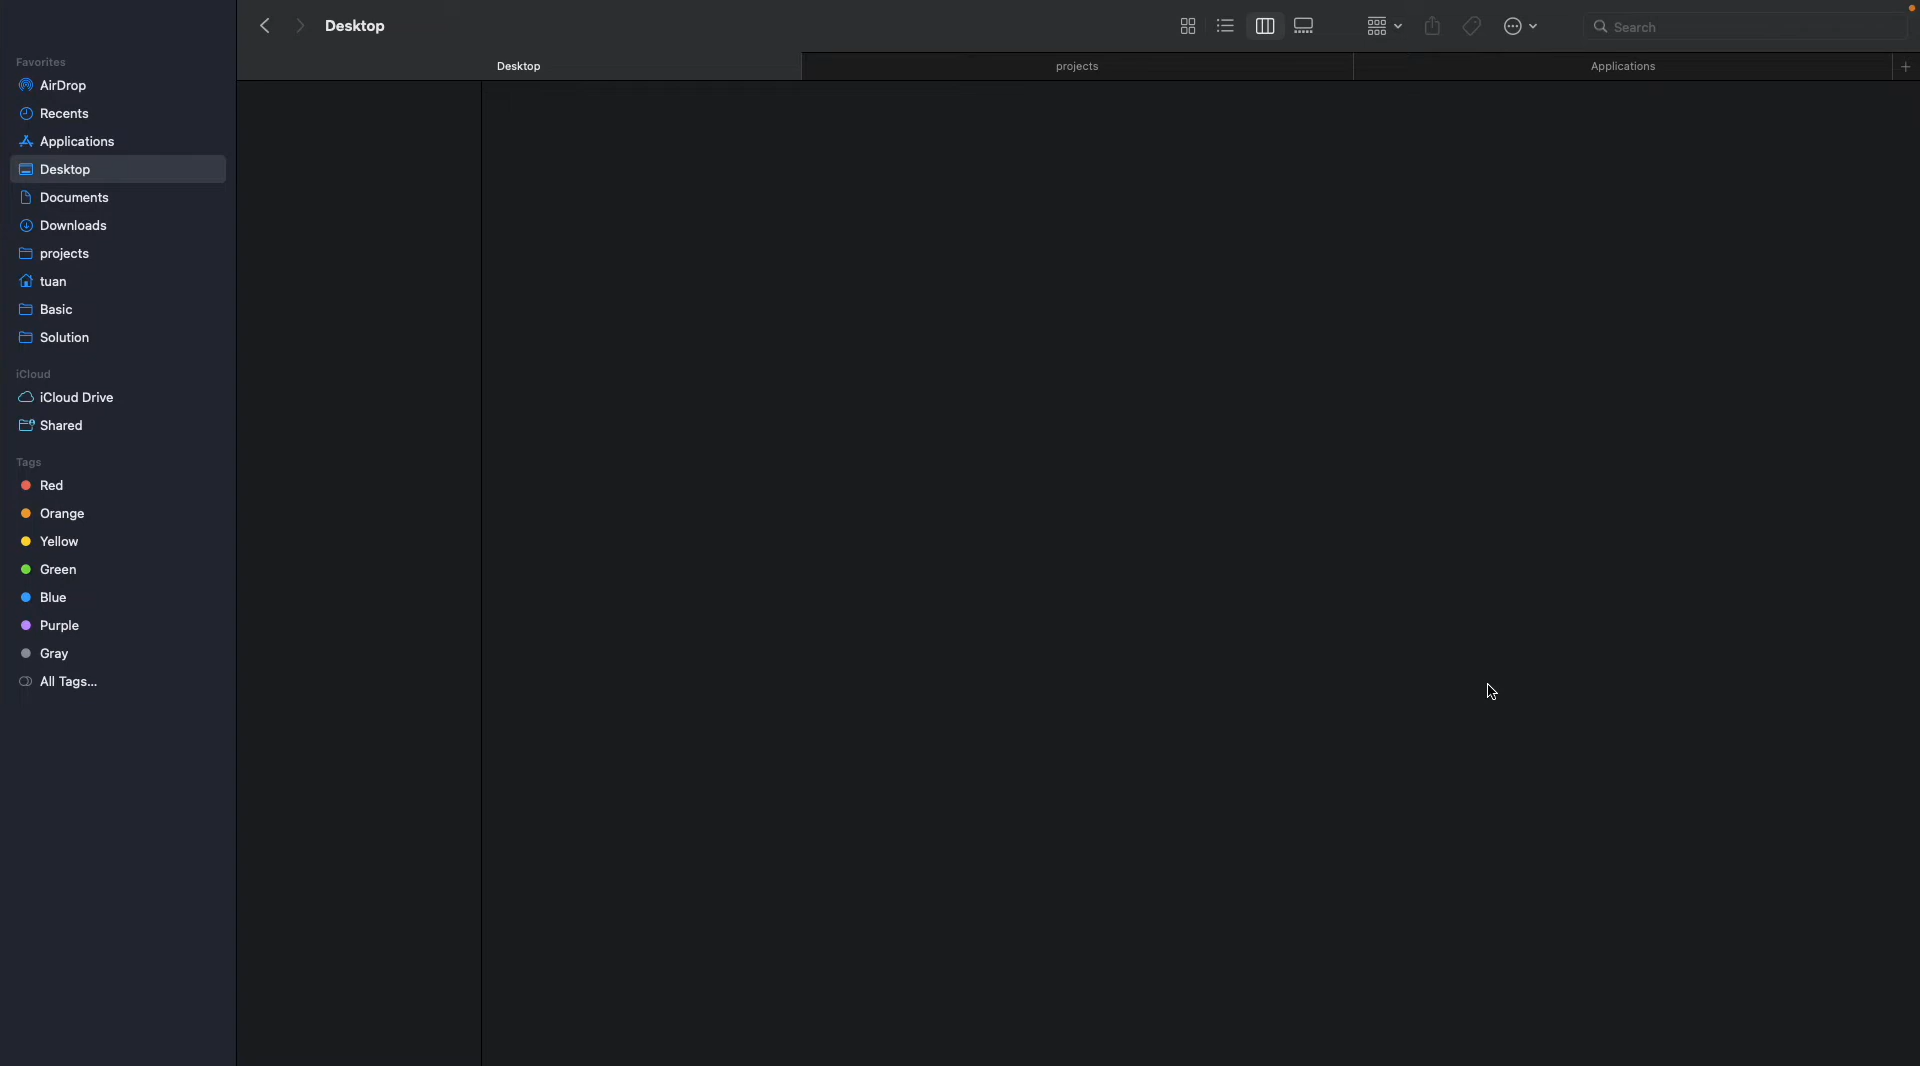 Desktop
Search
Desktop
projects
Applications
Favorites
AirDrop
Recents
Applications
Desktop
Documents
Downloads
projects
tuan
Basic
Solution
iCloud
iCloud Drive
Shared
Tags
Red
Orange
Yellow
Green
Blue
Purple
Gray
All Tags...